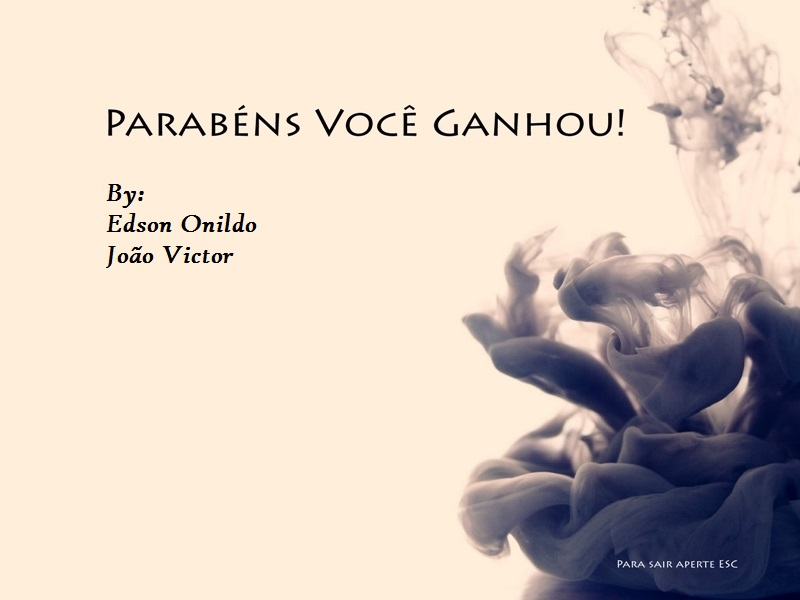 Parabéns Você Ganhou!
By:
Edson Onildo
João Victor
Para sair aperte ESC